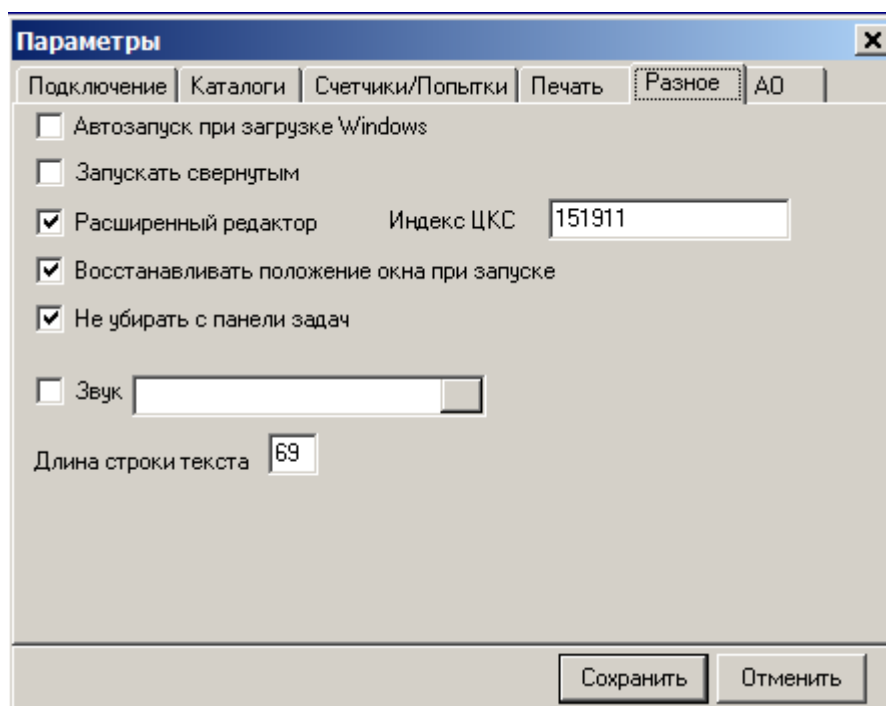 Параметры
Подключение Каталоги Счетчики/Попытки Печать Разное АО
Автозапуск при загрузке Windows
Запускать свернутым
Расширенный редактор Индекс ЦКС 151911
Восстанавливать положение окна при запуске
Не убирать с панели задач
Звук
Длина строки текста 69
Сохранить Отменить